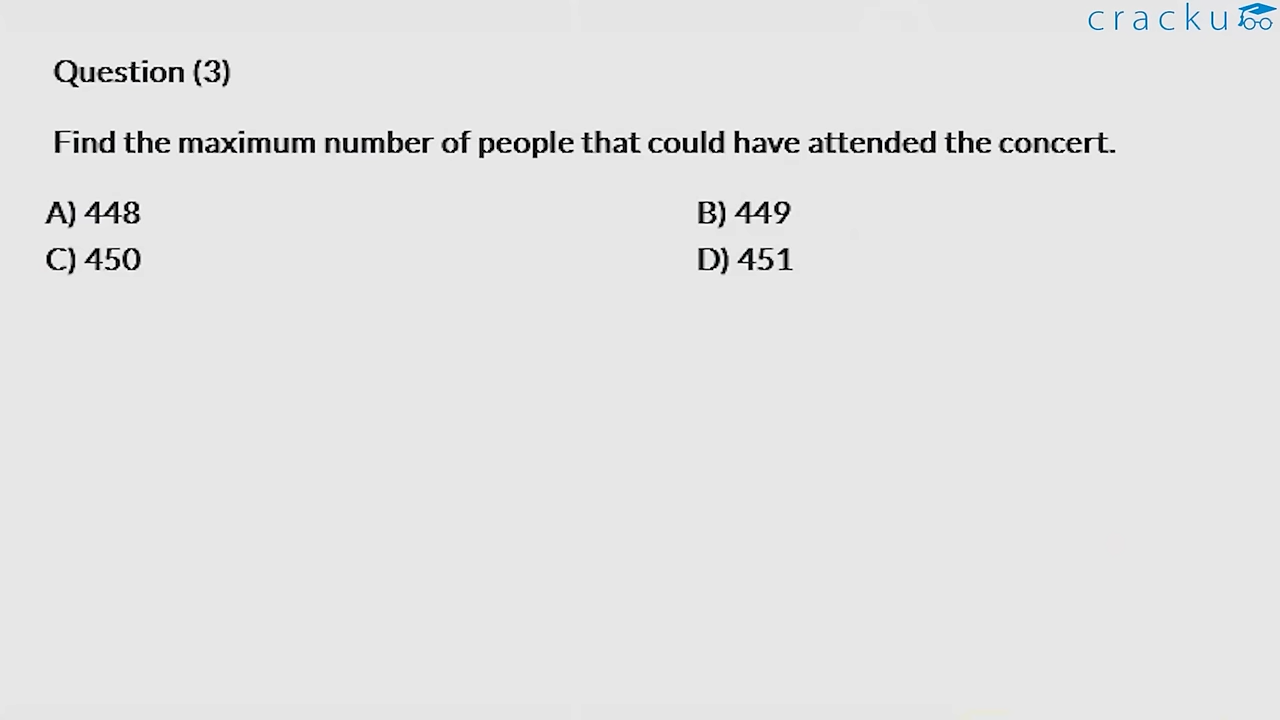 cracku
Question (3)
Find the maximum number of people that could have attended the concert.
A) 448 B) 449
C) 450 D) 451